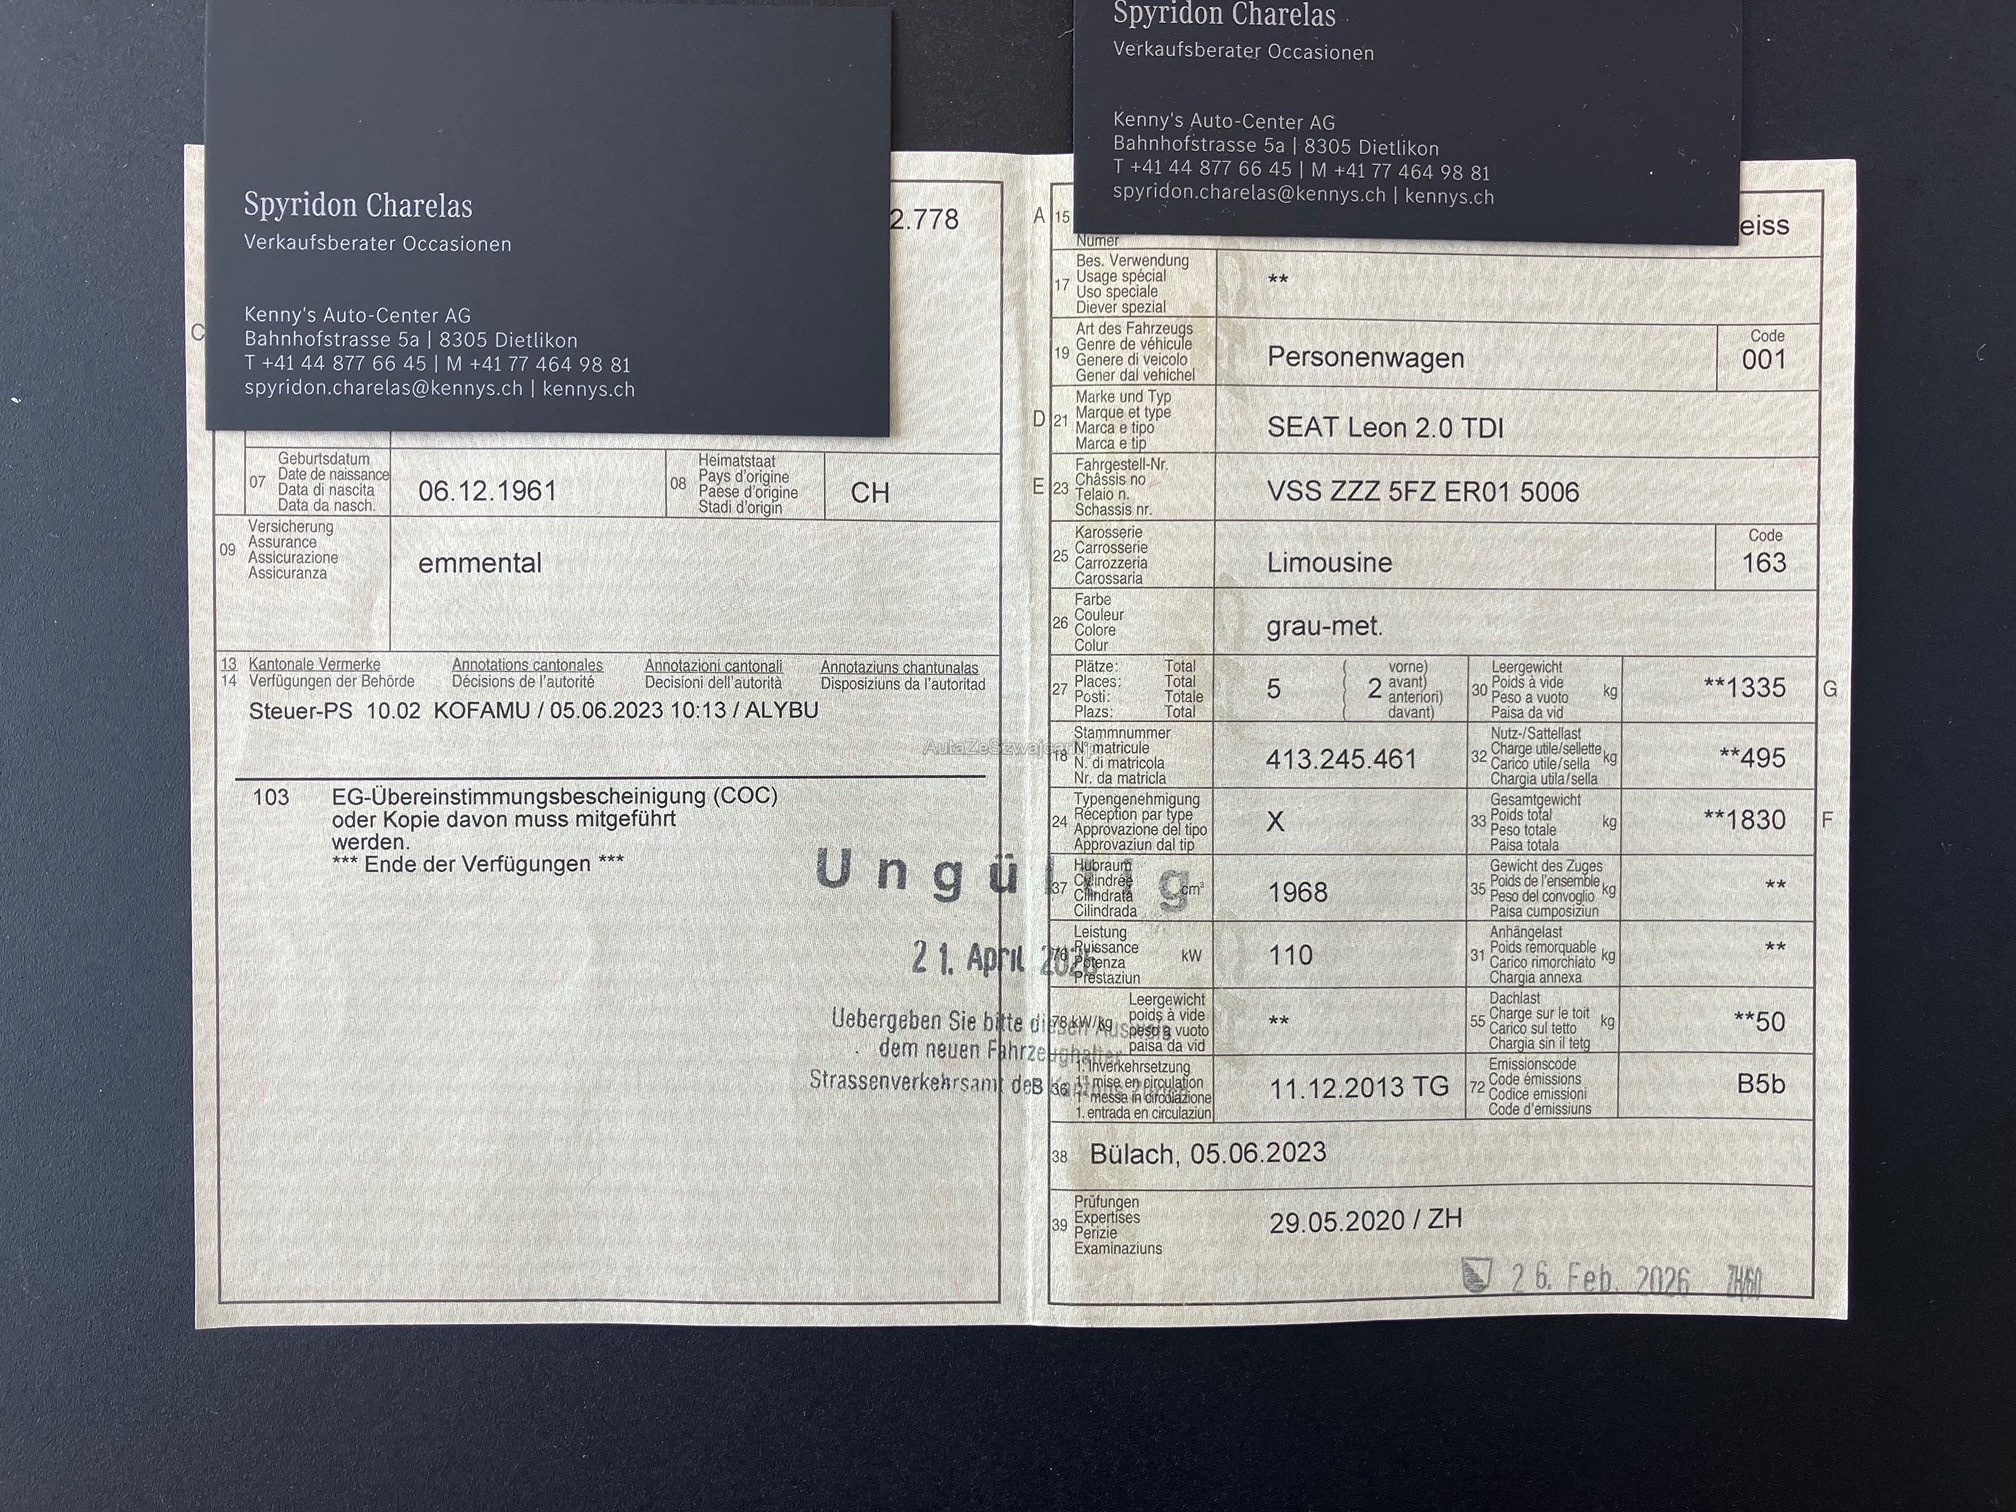 Spyridon Charelas
Verkaufsberater Occasionen
Kenny's Auto-Center AG
Bahnhofstrasse 5a | 8305 Dietlikon
T +41 44 877 66 45 | M +41 77 464 98 81
spyridon.charelas@kennys.ch | kennys.ch
2.778
C
07 Geburtsdatum
Date de naissance
Data di nascita
Data da nasch.
06.12.1961
08 Heimatstaat
Pays d'origine
Paese d'origine
Stadi d'origin
CH
09 Versicherung
Assurance
Assicurazione
Assicuranza
emmental
13 Kantonale Vermerke Annotations cantonales Annotazioni cantonali Annotaziuns chantunalas
14 Verfügungen der Behörde Décisions de l'autorité Decisioni dell'autorità Disposiziuns da l'autoritad
Steuer-PS 10.02 KOFAMU / 05.06.2023 10:13 / ALYBU
103 EG-Übereinstimmungsbescheinigung (COC)
oder Kopie davon muss mitgeführt
werden.
*** Ende der Verfügungen ***
Ungültig
21. April 2026
Uebergeben Sie bitte diesen Ausweis
dem neuen Fahrzeughalter
Strassenverkehrsamt des Kantons Zürich
Spyridon Charelas
Verkaufsberater Occasionen
Kenny's Auto-Center AG
Bahnhofstrasse 5a | 8305 Dietlikon
T +41 44 877 66 45 | M +41 77 464 98 81
spyridon.charelas@kennys.ch | kennys.ch
A 15
Numer
eiss
17 Bes. Verwendung
Usage spécial
Uso speciale
Diever spezial
**
19 Art des Fahrzeugs
Genre de véhicule
Genere di veicolo
Gener dal vehichel
Personenwagen
Code
001
D 21 Marke und Typ
Marque et type
Marca e tipo
Marca e tip
SEAT Leon 2.0 TDI
E 23 Fahrgestell-Nr.
Châssis no
Telaio n.
Schassis nr.
VSS ZZZ 5FZ ER01 5006
25 Karosserie
Carrosserie
Carrozzeria
Carossaria
Limousine
Code
163
26 Farbe
Couleur
Colore
Colur
grau-met.
27 Plätze: Total
Places: Total
Posti: Totale
Plazs: Total
5 ( 2 vorne)
avant)
anteriori)
davant)
30 Leergewicht
Poids à vide
Peso a vuoto
Paisa da vid
kg
**1335
G
18 Stammnummer
N° matricule
N. di matricola
Nr. da matricla
413.245.461
32 Nutz-/Sattellast
Charge utile/sellette
Carico utile/sella
Chargia utila/sella
kg
**495
24 Typengenehmigung
Réception par type
Approvazione del tipo
Approvaziun dal tip
X
33 Gesamtgewicht
Poids total
Peso totale
Paisa totala
kg
**1830
F
37 Hubraum
Cylindrée
Cilindrata
Cilindrada
cm³
1968
35 Gewicht des Zuges
Poids de l'ensemble
Peso del convoglio
Paisa cumposiziun
kg
**
76 Leistung
Puissance
Potenza
Prestaziun
kW
110
31 Anhängelast
Poids remorquable
Carico rimorchiato
Chargia annexa
kg
**
78 kW/kg Leergewicht
poids à vide
peso a vuoto
paisa da vid
**
55 Dachlast
Charge sur le toit
Carico sul tetto
Chargia sin il tetg
kg
**50
B 36 1. Inverkehrsetzung
1re mise en circulation
1a messa in circolazione
1. entrada en circulaziun
11.12.2013 TG
72 Emissionscode
Code émissions
Codice emissioni
Code d'emissiuns
B5b
38 Bülach, 05.06.2023
39 Prüfungen
Expertises
Perizie
Examinaziuns
29.05.2020 / ZH
26. Feb. 2026 ZH/60